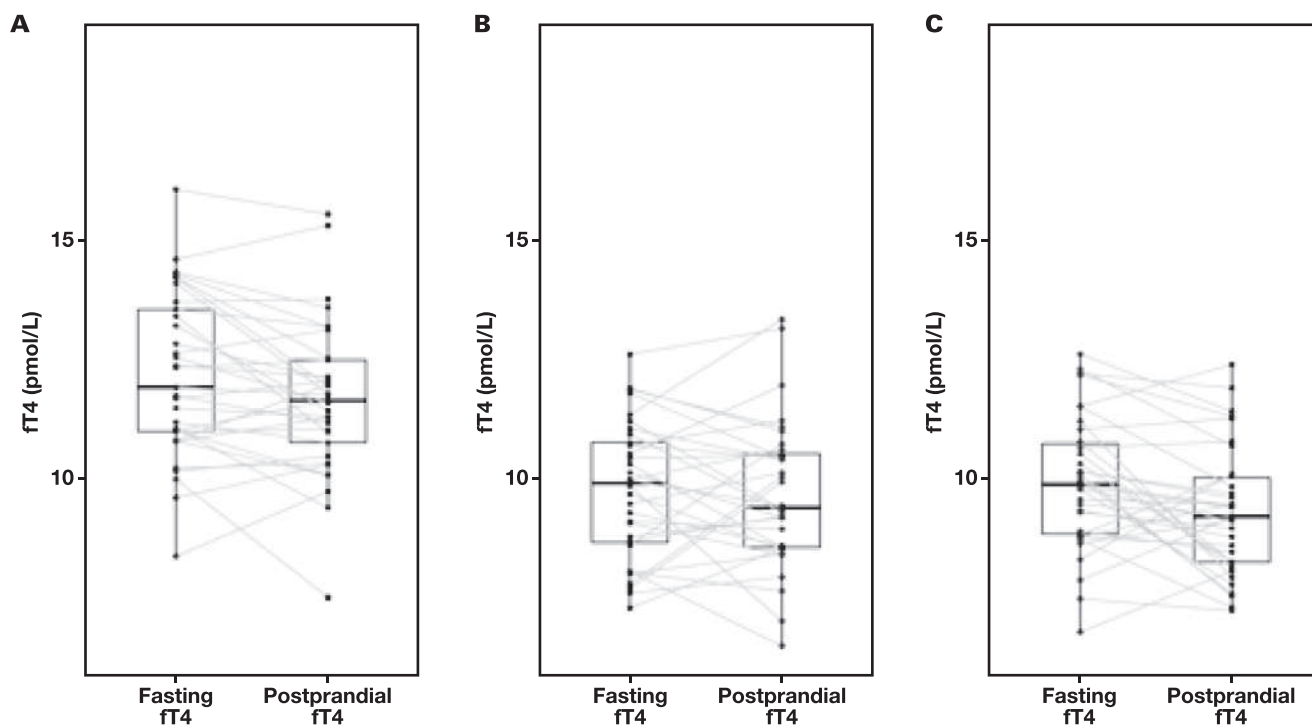 A
fT4 (pmol/L)
15
10
Fasting
fT4
Postprandial
fT4
B
fT4 (pmol/L)
15
10
Fasting
fT4
Postprandial
fT4
C
fT4 (pmol/L)
15
10
Fasting
fT4
Postprandial
fT4